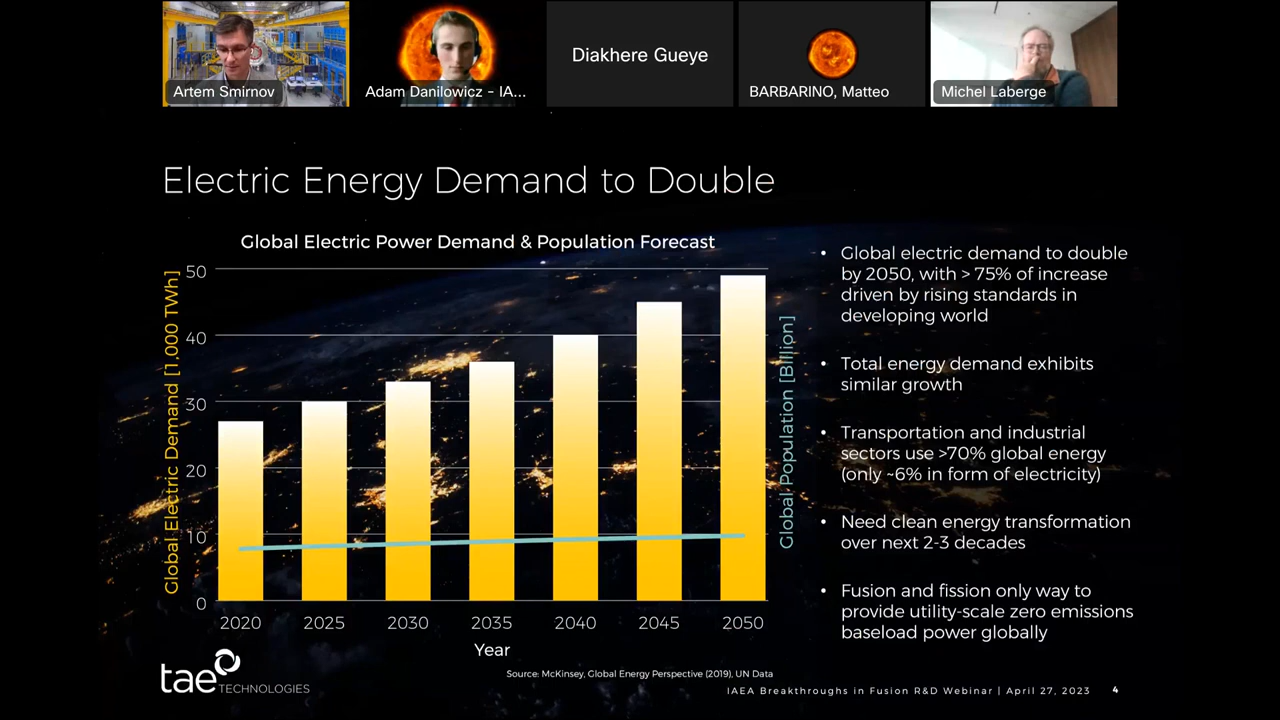 Artem Smirnov
Adam Danilowicz - IA...
Diakhere Gueye
BARBARINO, Matteo
Michel Laberge
Electric Energy Demand to Double
Global Electric Power Demand & Population Forecast
Global Electric Demand [1,000 TWh]
50
40
30
20
10
0
2020 2025 2030 2035 2040 2045 2050
Year
Global Population [Billion]
• Global electric demand to double
by 2050, with > 75% of increase
driven by rising standards in
developing world
• Total energy demand exhibits
similar growth
• Transportation and industrial
sectors use >70% global energy
(only ~6% in form of electricity)
• Need clean energy transformation
over next 2-3 decades
• Fusion and fission only way to
provide utility-scale zero emissions
baseload power globally
Source: McKinsey, Global Energy Perspective (2019), UN Data
tae TECHNOLOGIES
IAEA Breakthroughs in Fusion R&D Webinar | April 27, 2023 4